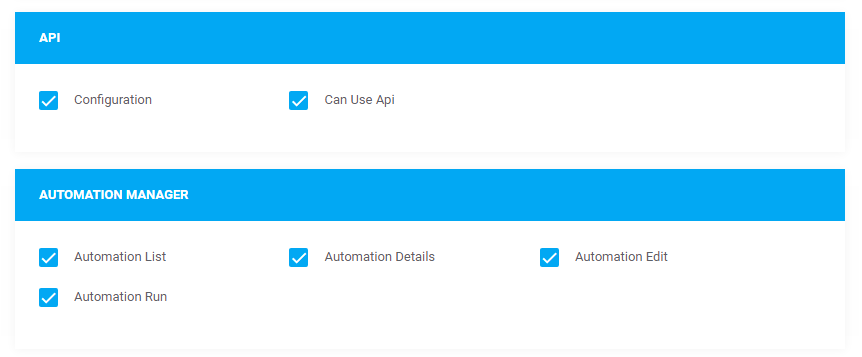 API
Configuration Can Use Api
AUTOMATION MANAGER
Automation List Automation Details Automation Edit
Automation Run